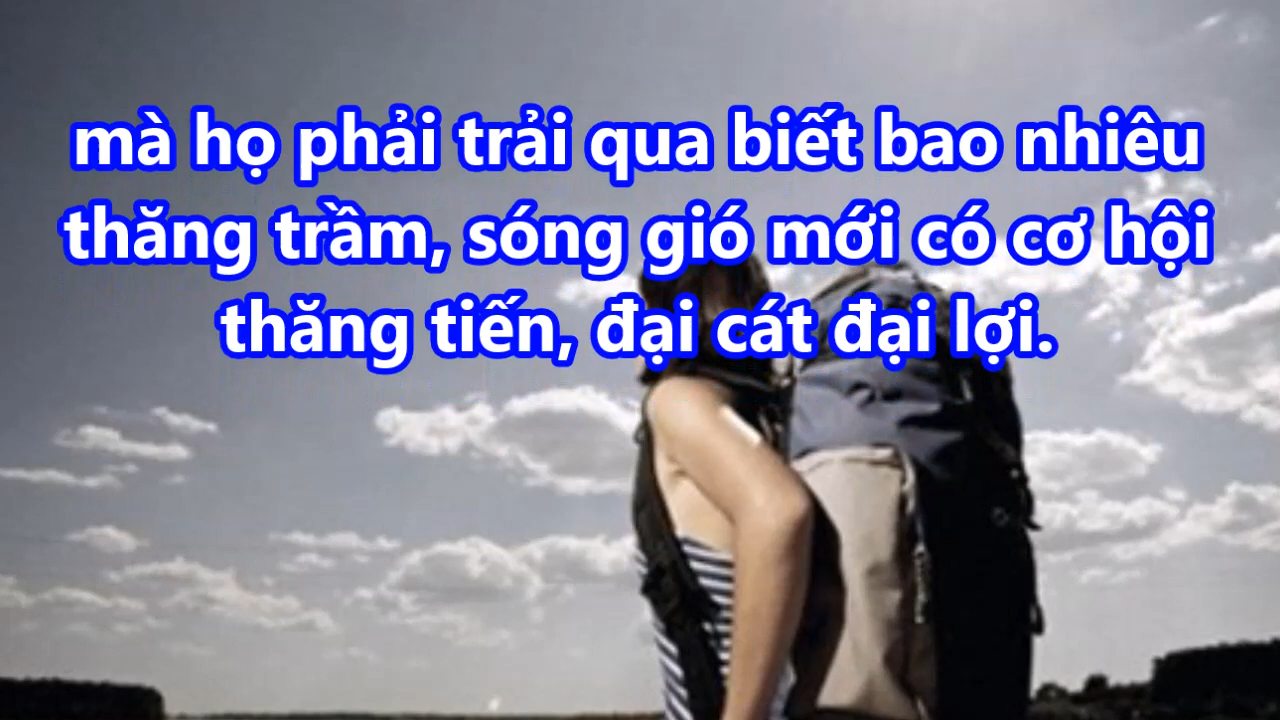 mà họ phải trải qua biết bao nhiêu
thăng trầm, sóng gió mới có cơ hội
thăng tiến, đại cát đại lợi.